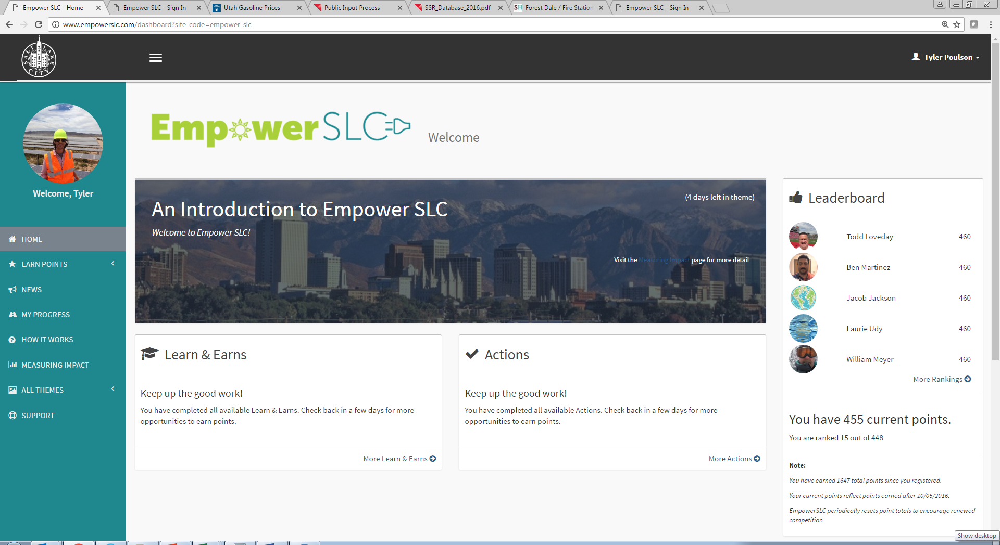 Empower SLC - Home
Empower SLC - Sign In
Utah Gasoline Prices
Public Input Process
SSR_Database_2016.pdf
Forest Dale / Fire Station
Empower SLC - Sign In
www.empowerslc.com/dashboard?site_code=empower_slc
SALT LAKE CITY
Tyler Poulson
Welcome, Tyler
HOME
EARN POINTS
NEWS
MY PROGRESS
HOW IT WORKS
MEASURING IMPACT
ALL THEMES
SUPPORT
Empower SLC
Welcome
An Introduction to Empower SLC
(4 days left in theme)
Welcome to Empower SLC!
Visit the Measuring Impact page for more detail
Learn & Earns
Keep up the good work!
You have completed all available Learn & Earns. Check back in a few days for more
opportunities to earn points.
More Learn & Earns
Actions
Keep up the good work!
You have completed all available Actions. Check back in a few days for more
opportunities to earn points.
More Actions
Leaderboard
Todd Loveday 460
Ben Martinez 460
Jacob Jackson 460
Laurie Udy 460
William Meyer 460
More Rankings
You have 455 current points.
You are ranked 15 out of 448
Note:
You have earned 1647 total points since you registered.
Your current points reflect points earned after 10/05/2016.
EmpowerSLC periodically resets point totals to encourage renewed
competition.
Show desktop